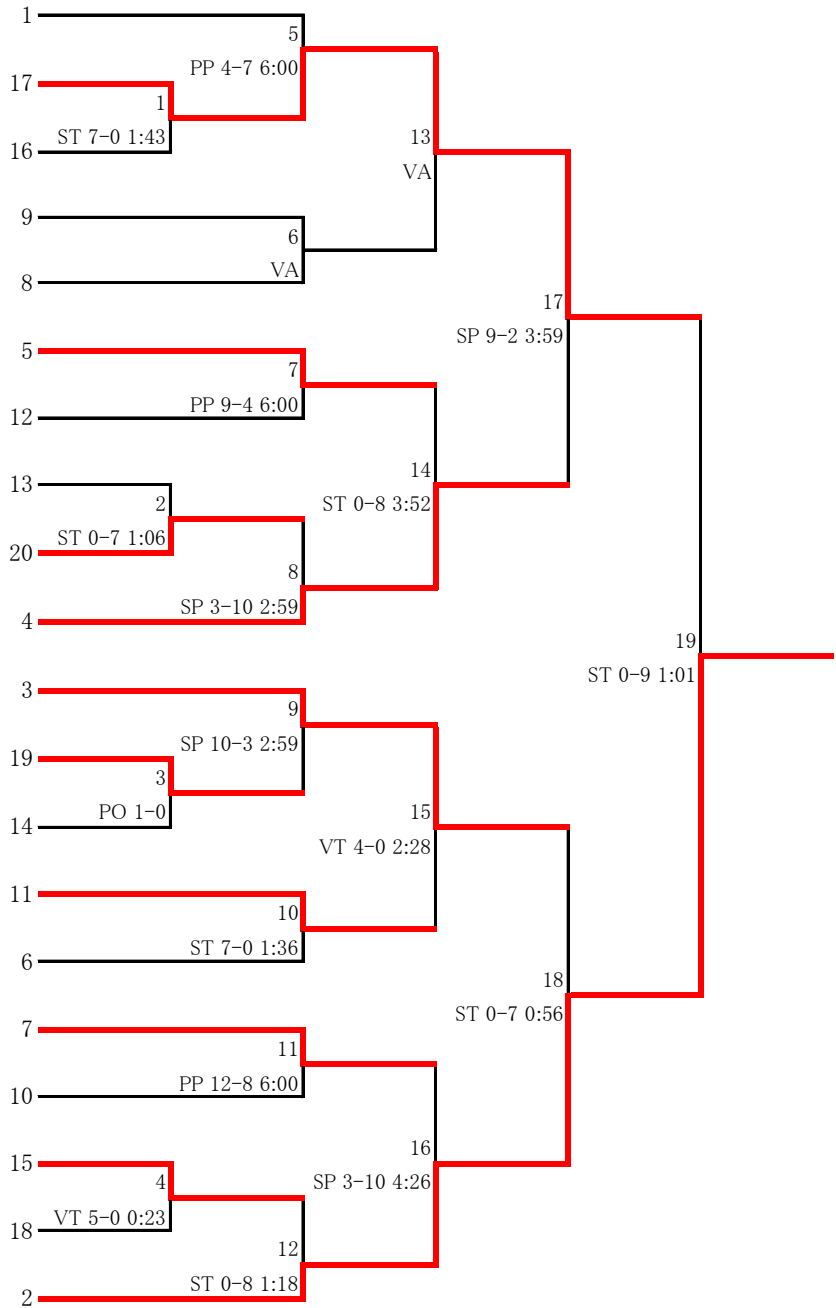 1
5
PP 4-7 6:00
17
1
ST 7-0 1:43
16
13
VA
9
6
VA
8
17
SP 9-2 3:59
5
7
PP 9-4 6:00
12
14
ST 0-8 3:52
13
2
ST 0-7 1:06
20
8
SP 3-10 2:59
4
19
ST 0-9 1:01
3
9
SP 10-3 2:59
19
3
PO 1-0
14
15
VT 4-0 2:28
11
10
ST 7-0 1:36
6
18
ST 0-7 0:56
7
11
PP 12-8 6:00
10
16
SP 3-10 4:26
15
4
VT 5-0 0:23
18
12
ST 0-8 1:18
2